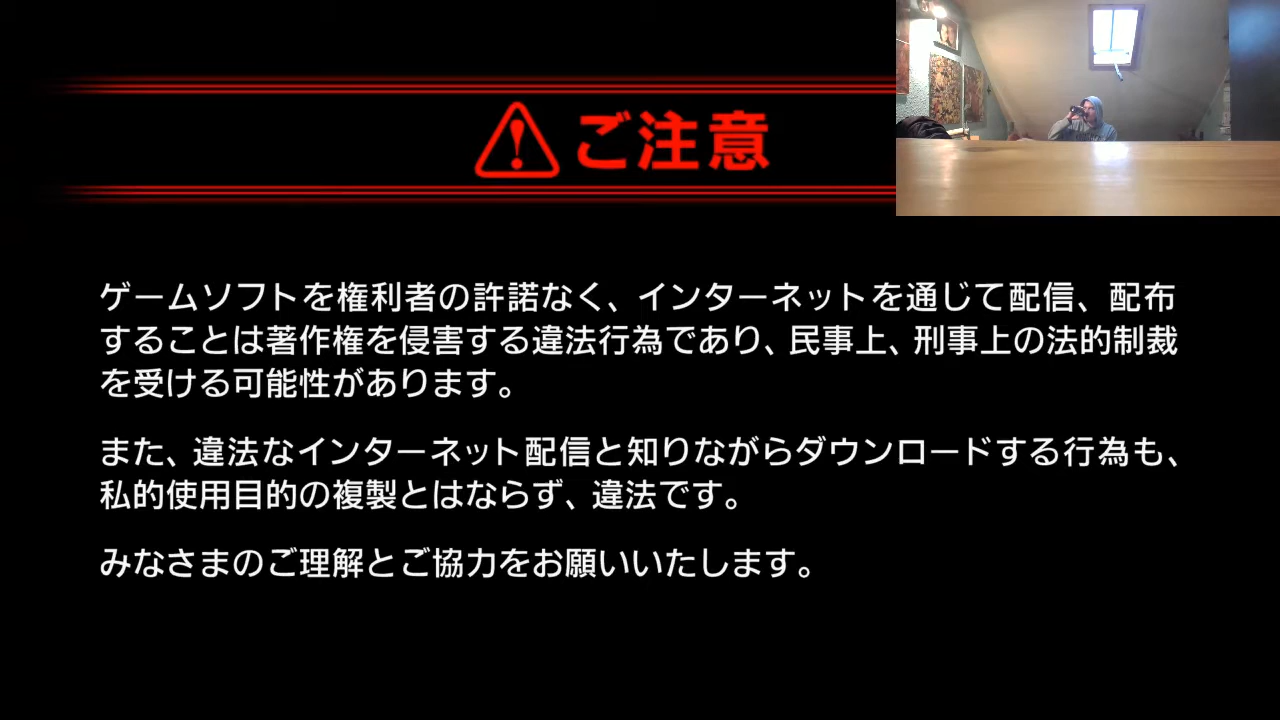 ご注意
ゲームソフトを権利者の許諾なく、インターネットを通じて配信、配布
することは著作権を侵害する違法行為であり、民事上、刑事上の法的制裁
を受ける可能性があります。
また、違法なインターネット配信と知りながらダウンロードする行為も、
私的使用目的の複製とはならず、違法です。
みなさまのご理解とご協力をお願いいたします。